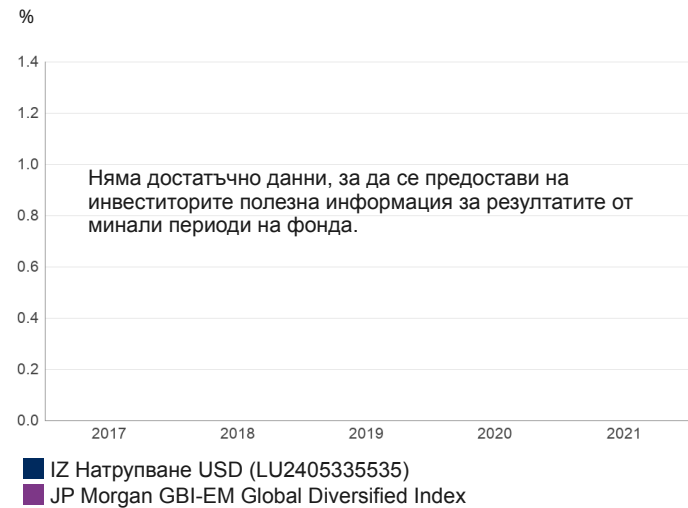 %
1.4
1.2
1.0
Няма достатъчно данни, за да се предостави на
инвеститорите полезна информация за резултатите от
0.8
минали периоди на фонда.
0.6
0.4
0.2
0.0
2017 2018 2019 2020 2021
IZ Натрупване USD (LU2405335535)
JP Morgan GBI-EM Global Diversified Index